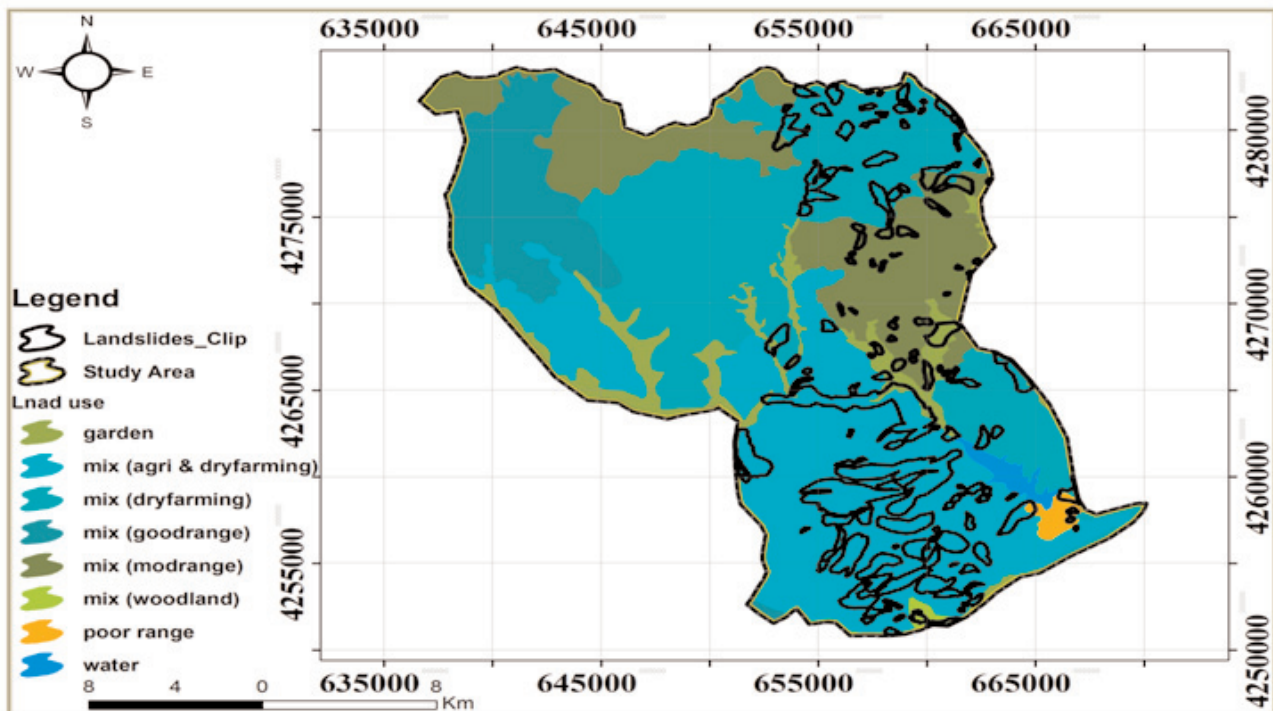 N
W E
S
635000 645000 655000 665000
4280000
4275000
4270000
4265000
4260000
4255000
4250000
635000 645000 655000 665000
Legend
Landslides_Clip
Study Area
Lnad use
garden
mix (agri & dryfarming)
mix (dryfarming)
mix (goodrange)
mix (modrange)
mix (woodland)
poor range
water
8 4 0 8
Km